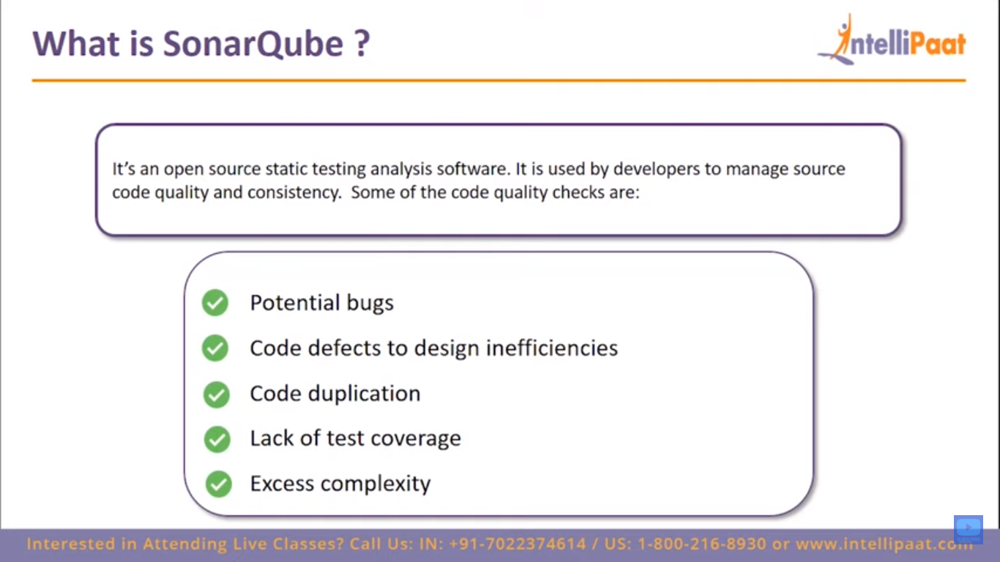 What is SonarQube ?
IntelliPaat
It's an open source static testing analysis software. It is used by developers to manage source
code quality and consistency. Some of the code quality checks are:
Potential bugs
Code defects to design inefficiencies
Code duplication
Lack of test coverage
Excess complexity
Interested in Attending Live Classes? Call Us: IN: +91-7022374614 / US: 1-800-216-8930 or www.intellipaat.com